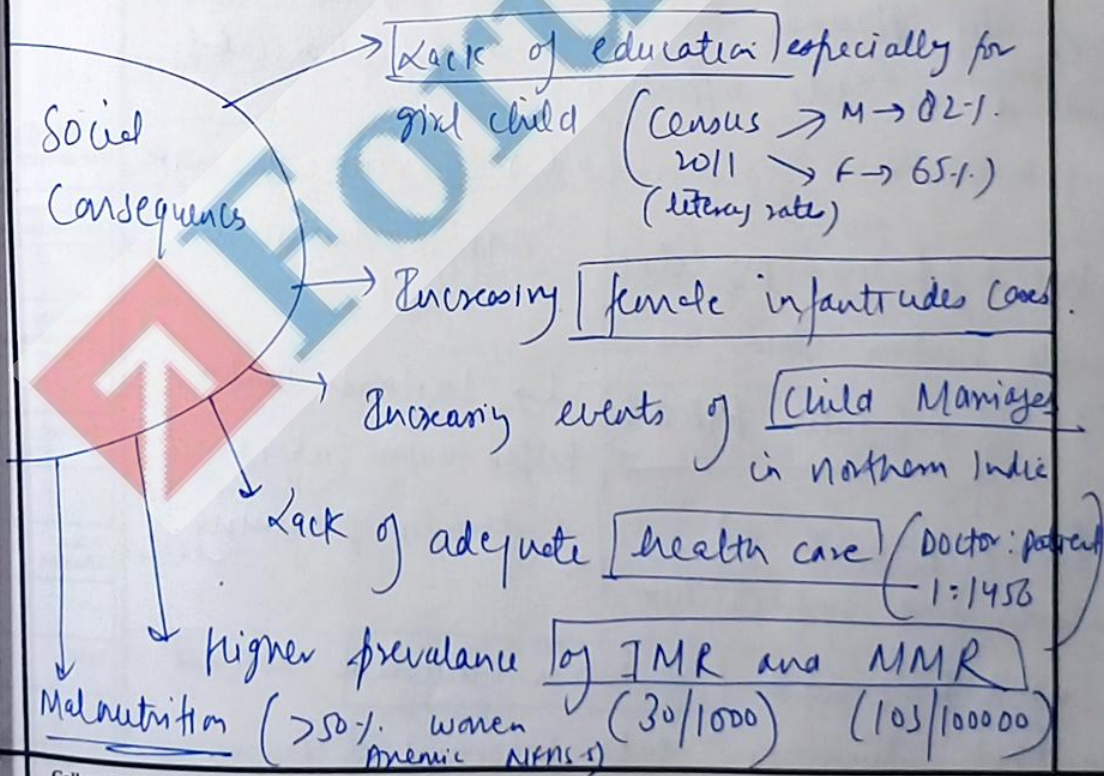 Social
Consequences
Lack of education especially for
girl child (Census → M → 82%.
2011 → F → 65%.)
(literacy rate)
Increasing female infantcides cases.
Increasing events of Child Marriages
in northern India
Lack of adequate health care (Doctor : patient
1:1456
Higher prevalance of IMR and MMR
(30/1000) (103/100000)
Malnutrition (>50%. women
Anemic NFHS-5)
For